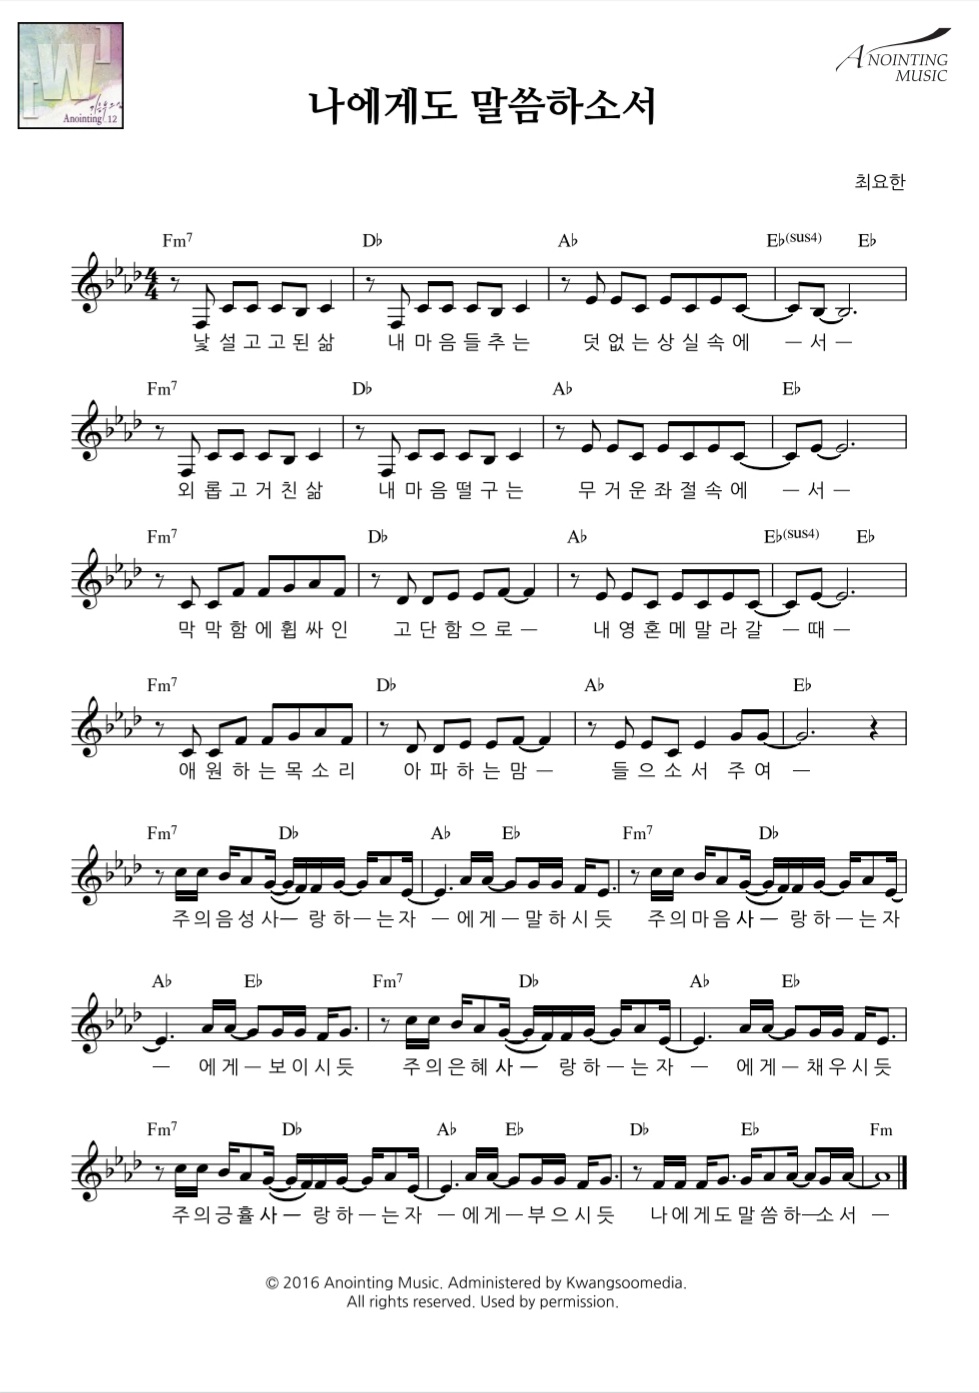 Anointing 12
ANOINTING
MUSIC
나에게도 말씀하소서
최요한
Fm7 D♭ A♭ E♭(sus4) E♭
낯 설 고 고 된 삶 내 마 음 들 추 는 덧 없 는 상 실 속 에 — 서 —
Fm7 D♭ A♭ E♭
외 롭 고 거 친 삶 내 마 음 떨 구 는 무 거 운 좌 절 속 에 — 서 —
Fm7 D♭ A♭ E♭(sus4) E♭
막 막 함 에 휩 싸 인 고 단 함 으 로 — 내 영 혼 메 말 라 갈 — 때 —
Fm7 D♭ A♭ E♭
애 원 하 는 목 소 리 아 파 하 는 맘 — 들 으 소 서 주 여 —
Fm7 D♭ A♭ E♭ Fm7 D♭
주 의 음 성 사 — 랑 하 — 는 자 — 에 게 — 말 하 시 듯 주 의 마 음 사 — 랑 하 — 는 자
A♭ E♭ Fm7 D♭ A♭ E♭
— 에 게 — 보 이 시 듯 주 의 은 혜 사 — 랑 하 — 는 자 — 에 게 — 채 우 시 듯
Fm7 D♭ A♭ E♭ D♭ E♭ Fm
주 의 긍 휼 사 — 랑 하 — 는 자 — 에 게 — 부 으 시 듯 나 에 게 도 말 씀 하 — 소 서 —
© 2016 Anointing Music. Administered by Kwangsoomedia.
All rights reserved. Used by permission.